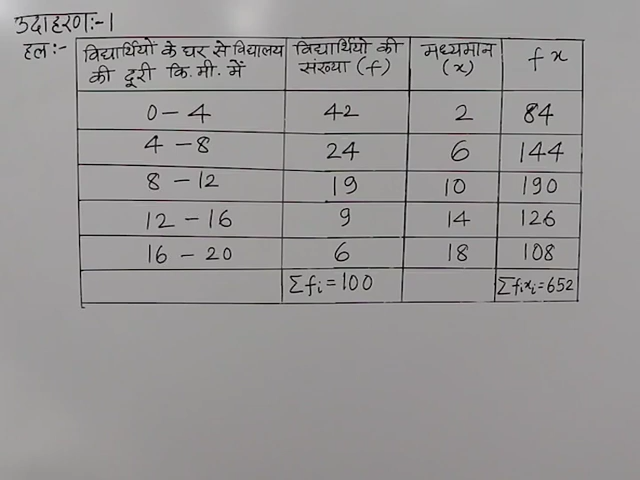 उदाहरण:-1
हल:-
विद्यार्थियों के घर से विद्यालय की दूरी कि.मी. में | विद्यार्थियों की संख्या (f) | मध्यमान (x) | f x
0-4 | 42 | 2 | 84
4-8 | 24 | 6 | 144
8-12 | 19 | 10 | 190
12-16 | 9 | 14 | 126
16-20 | 6 | 18 | 108
Σfi=100 | Σfixi=652